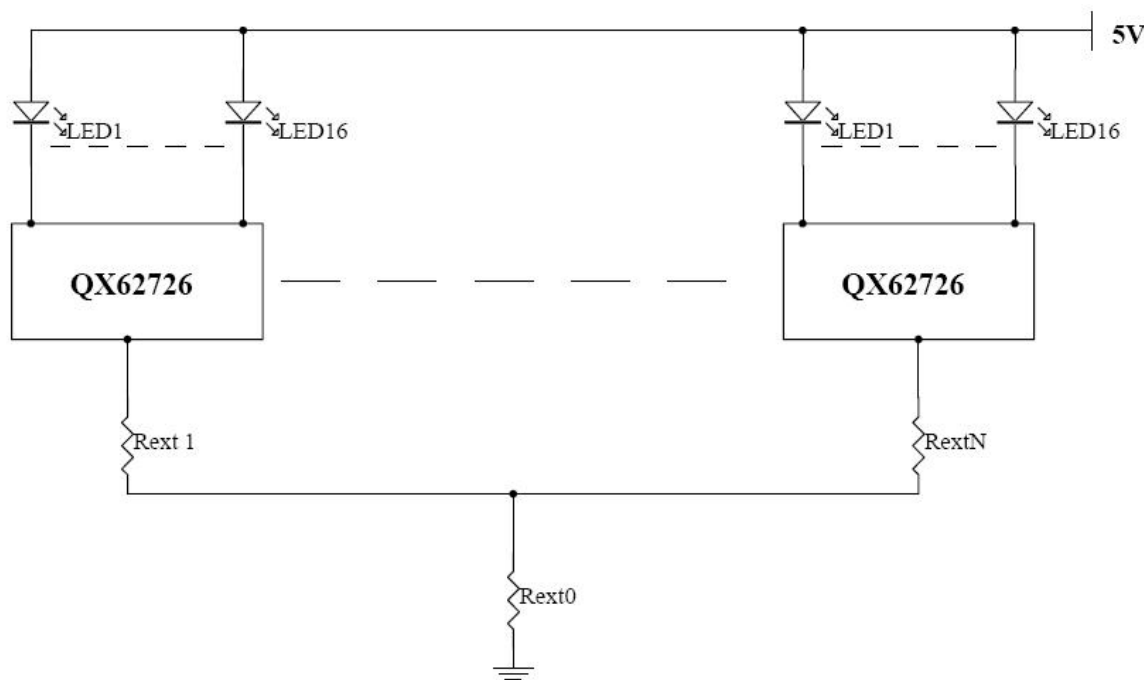 5V
LED1
LED16
LED1
LED16
QX62726
QX62726
Rext 1
RextN
Rext0